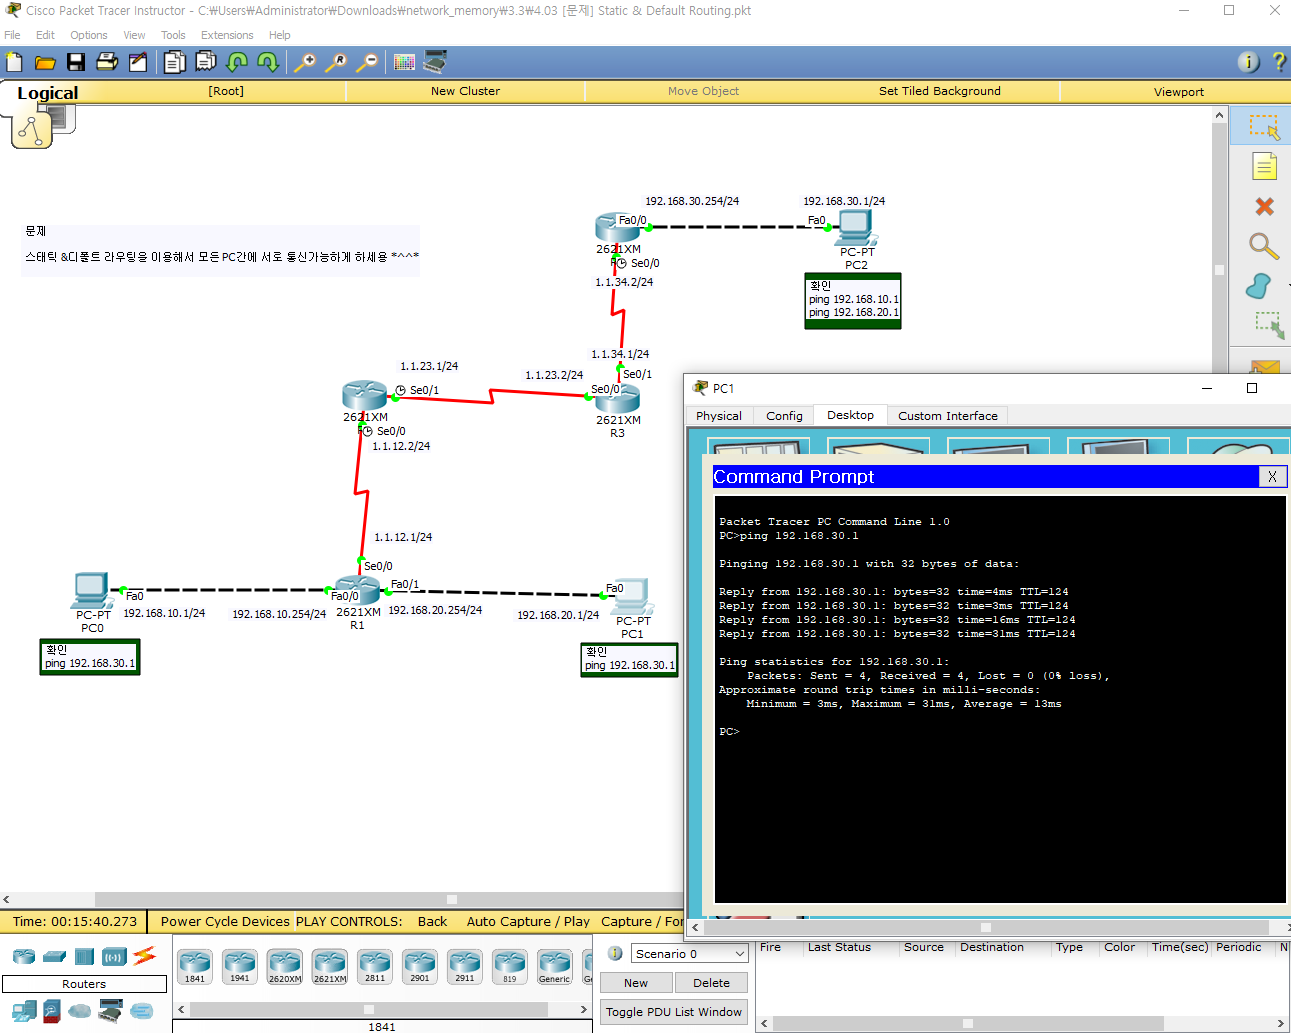 Cisco Packet Tracer Instructor - C:₩Users₩Administrator₩Downloads₩network_memory₩3.3₩4.03 [문제] Static & Default Routing.pkt
File Edit Options View Tools Extensions Help
Logical [Root] New Cluster Move Object Set Tiled Background Viewport
문제
스태틱 &디폴트 라우팅을 이용해서 모든 PC간에 서로 통신가능하게 하세용 *^^*
192.168.30.254/24 192.168.30.1/24
Fa0/0 Fa0
2621XM
Se0/0
1.1.34.2/24
PC-PT
PC2
확인
ping 192.168.10.1
ping 192.168.20.1
1.1.34.1/24
Se0/1
1.1.23.1/24
1.1.23.2/24
Se0/1
Se0/0
2621XM
Se0/0
1.1.12.2/24
2621XM
R3
1.1.12.1/24
Se0/0
Fa0/1
Fa0
Fa0/0
Fa0
192.168.10.1/24
192.168.10.254/24
2621XM
R1
192.168.20.254/24
192.168.20.1/24
PC-PT
PC0
PC-PT
PC1
확인
ping 192.168.30.1
확인
ping 192.168.30.1
PC1
Physical Config Desktop Custom Interface
Command Prompt X
Packet Tracer PC Command Line 1.0
PC>ping 192.168.30.1
Pinging 192.168.30.1 with 32 bytes of data:
Reply from 192.168.30.1: bytes=32 time=4ms TTL=124
Reply from 192.168.30.1: bytes=32 time=3ms TTL=124
Reply from 192.168.30.1: bytes=32 time=16ms TTL=124
Reply from 192.168.30.1: bytes=32 time=31ms TTL=124
Ping statistics for 192.168.30.1:
Packets: Sent = 4, Received = 4, Lost = 0 (0% loss),
Approximate round trip times in milli-seconds:
Minimum = 3ms, Maximum = 31ms, Average = 13ms
PC>
Time: 00:15:40.273 Power Cycle Devices PLAY CONTROLS: Back Auto Capture / Play Capture / For
Routers
1841 1941 2620XM 2621XM 2811 2901 2911 819 Generic
1841
Scenario 0
New Delete
Toggle PDU List Window
Fire Last Status Source Destination Type Color Time(sec) Periodic N